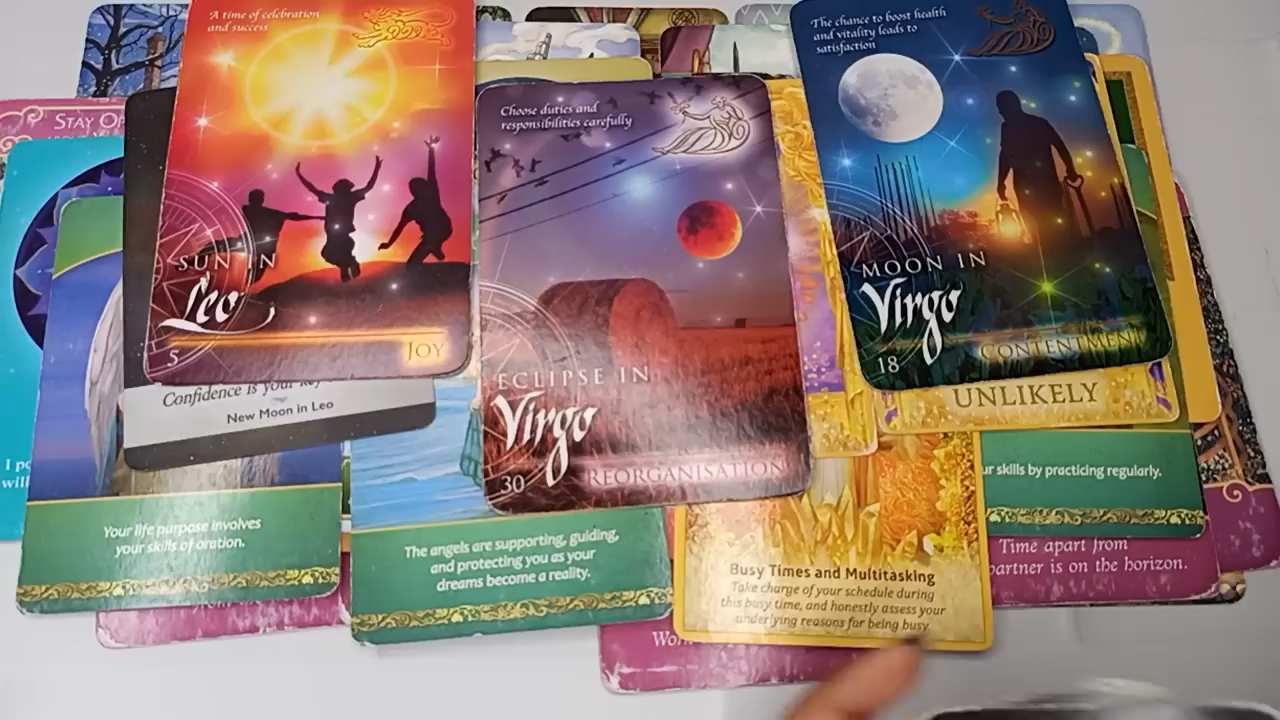 A time of celebration
and success
SUN IN
Leo
5
JOY
Choose duties and
responsibilities carefully
ECLIPSE IN
Virgo
30
REORGANISATION
The chance to boost health
and vitality leads to
satisfaction
MOON IN
Virgo
18
CONTENTMENT
STAY OP
I po
will
Confidence is your
New Moon in Leo
UNLIKELY
Your life purpose involves
your skills of oration.
The angels are supporting, guiding,
and protecting you as your
dreams become a reality.
Busy Times and Multitasking
Take charge of your schedule during
this busy time, and honestly assess your
underlying reasons for being busy.
ur skills by practicing regularly.
Time apart from
partner is on the horizon.